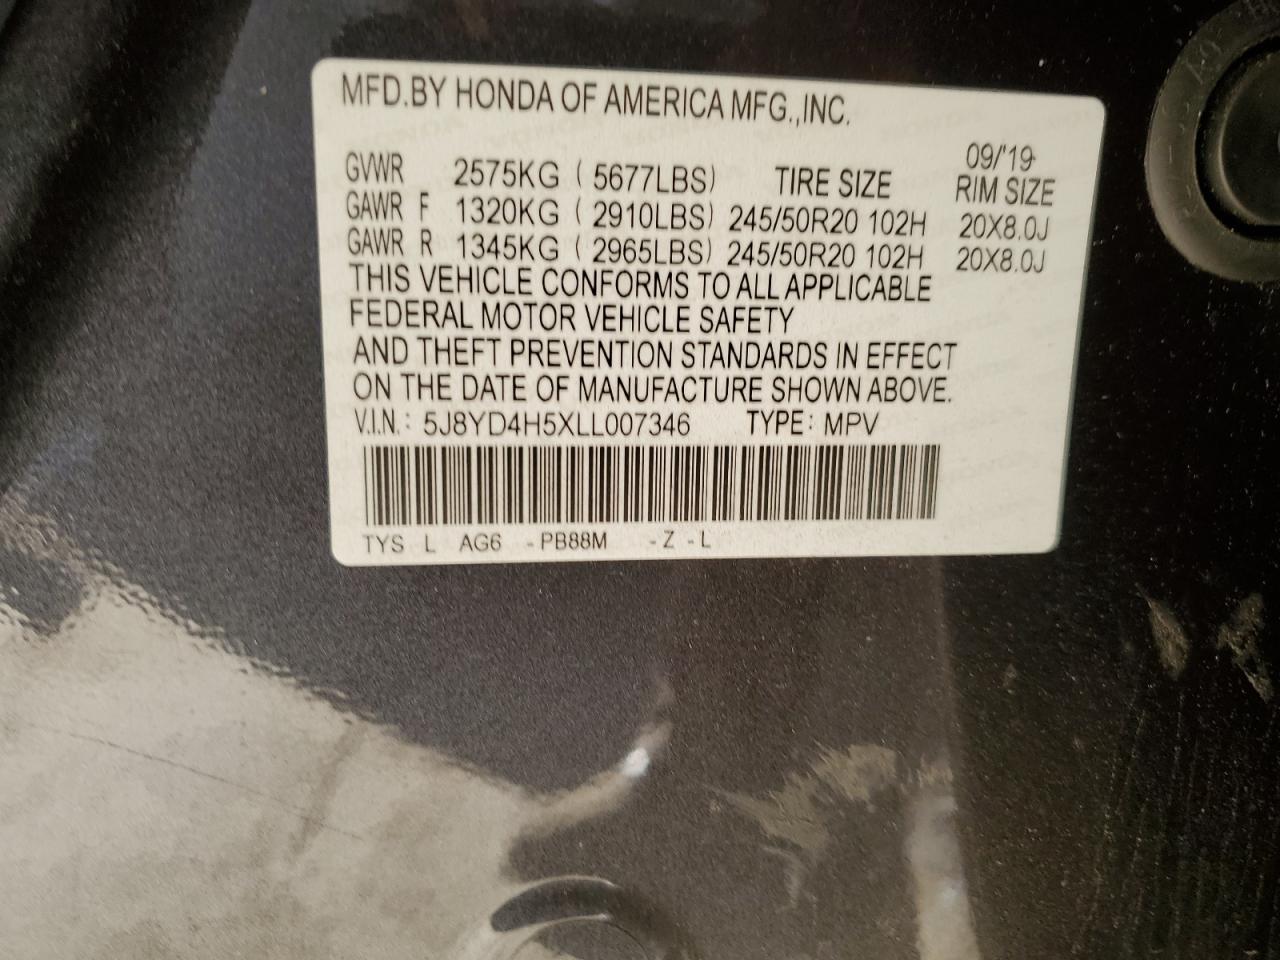 MFD.BY HONDA OF AMERICA MFG.,INC.
09/'19
GVWR 2575KG ( 5677LBS) TIRE SIZE RIM SIZE
GAWR F 1320KG ( 2910LBS) 245/50R20 102H 20X8.0J
GAWR R 1345KG ( 2965LBS) 245/50R20 102H 20X8.0J
THIS VEHICLE CONFORMS TO ALL APPLICABLE
FEDERAL MOTOR VEHICLE SAFETY
AND THEFT PREVENTION STANDARDS IN EFFECT
ON THE DATE OF MANUFACTURE SHOWN ABOVE.
V.I.N.: 5J8YD4H5XLL007346 TYPE: MPV
TYS L AG6 -PB88M -Z -L